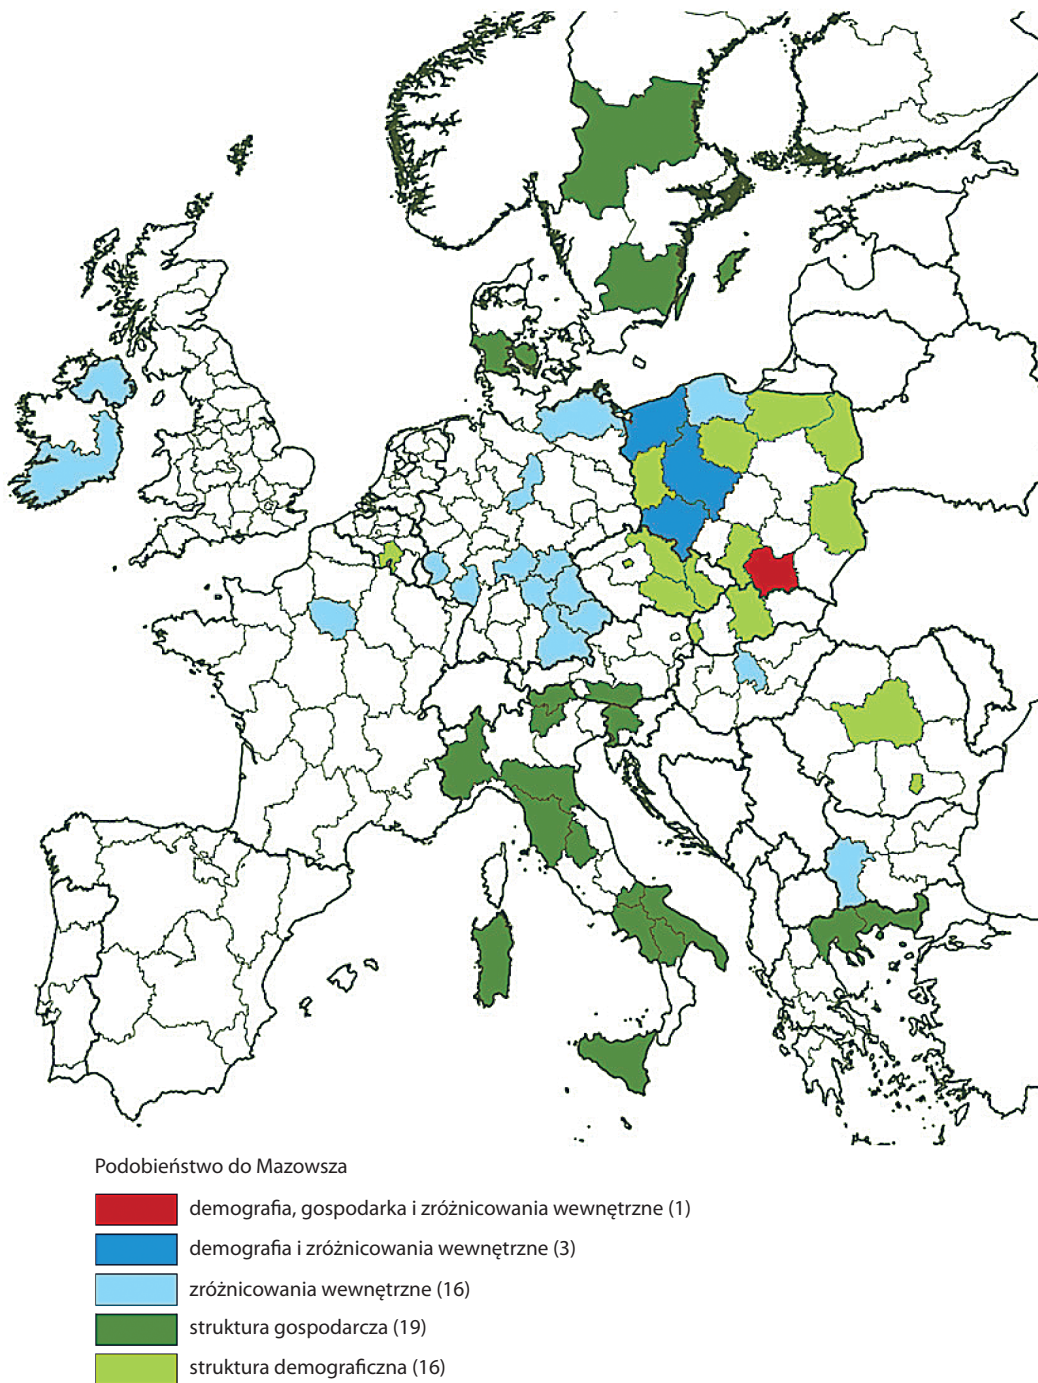 Podobieństwo do Mazowsza
demografia, gospodarka i zróżnicowania wewnętrzne (1)
demografia i zróżnicowania wewnętrzne (3)
zróżnicowania wewnętrzne (16)
struktura gospodarcza (19)
struktura demograficzna (16)